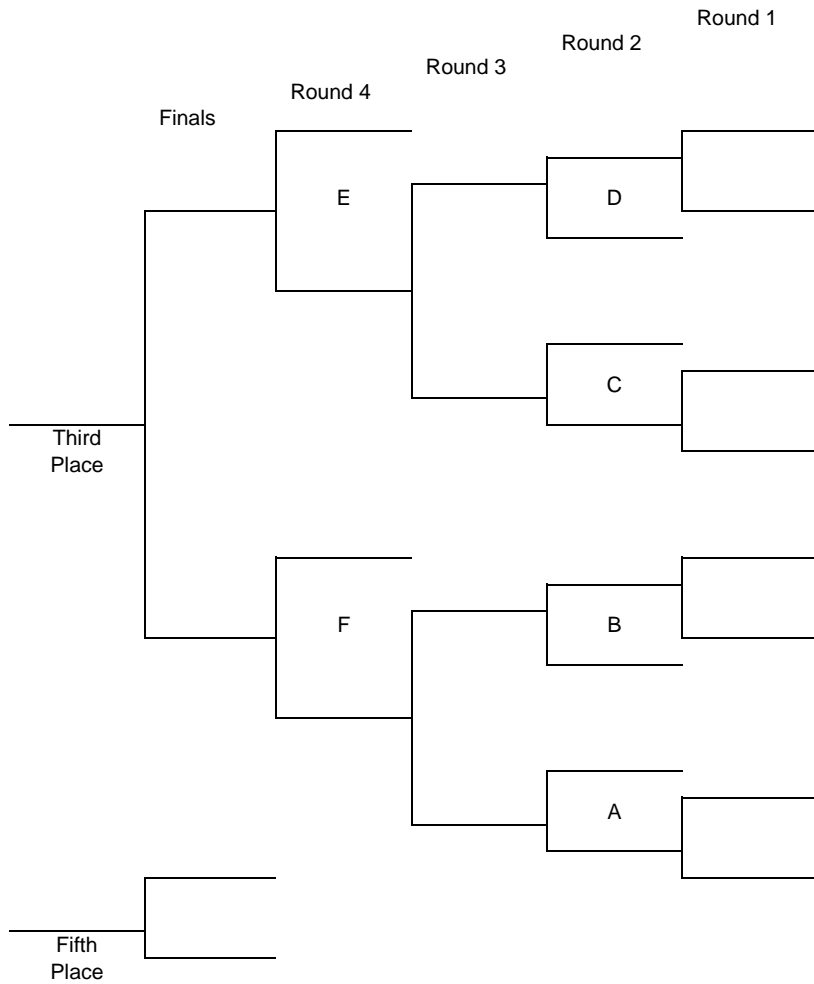 Round 1
Round 2
Round 3
Round 4
Finals
E
D
C
Third
Place
F
B
A
Fifth
Place